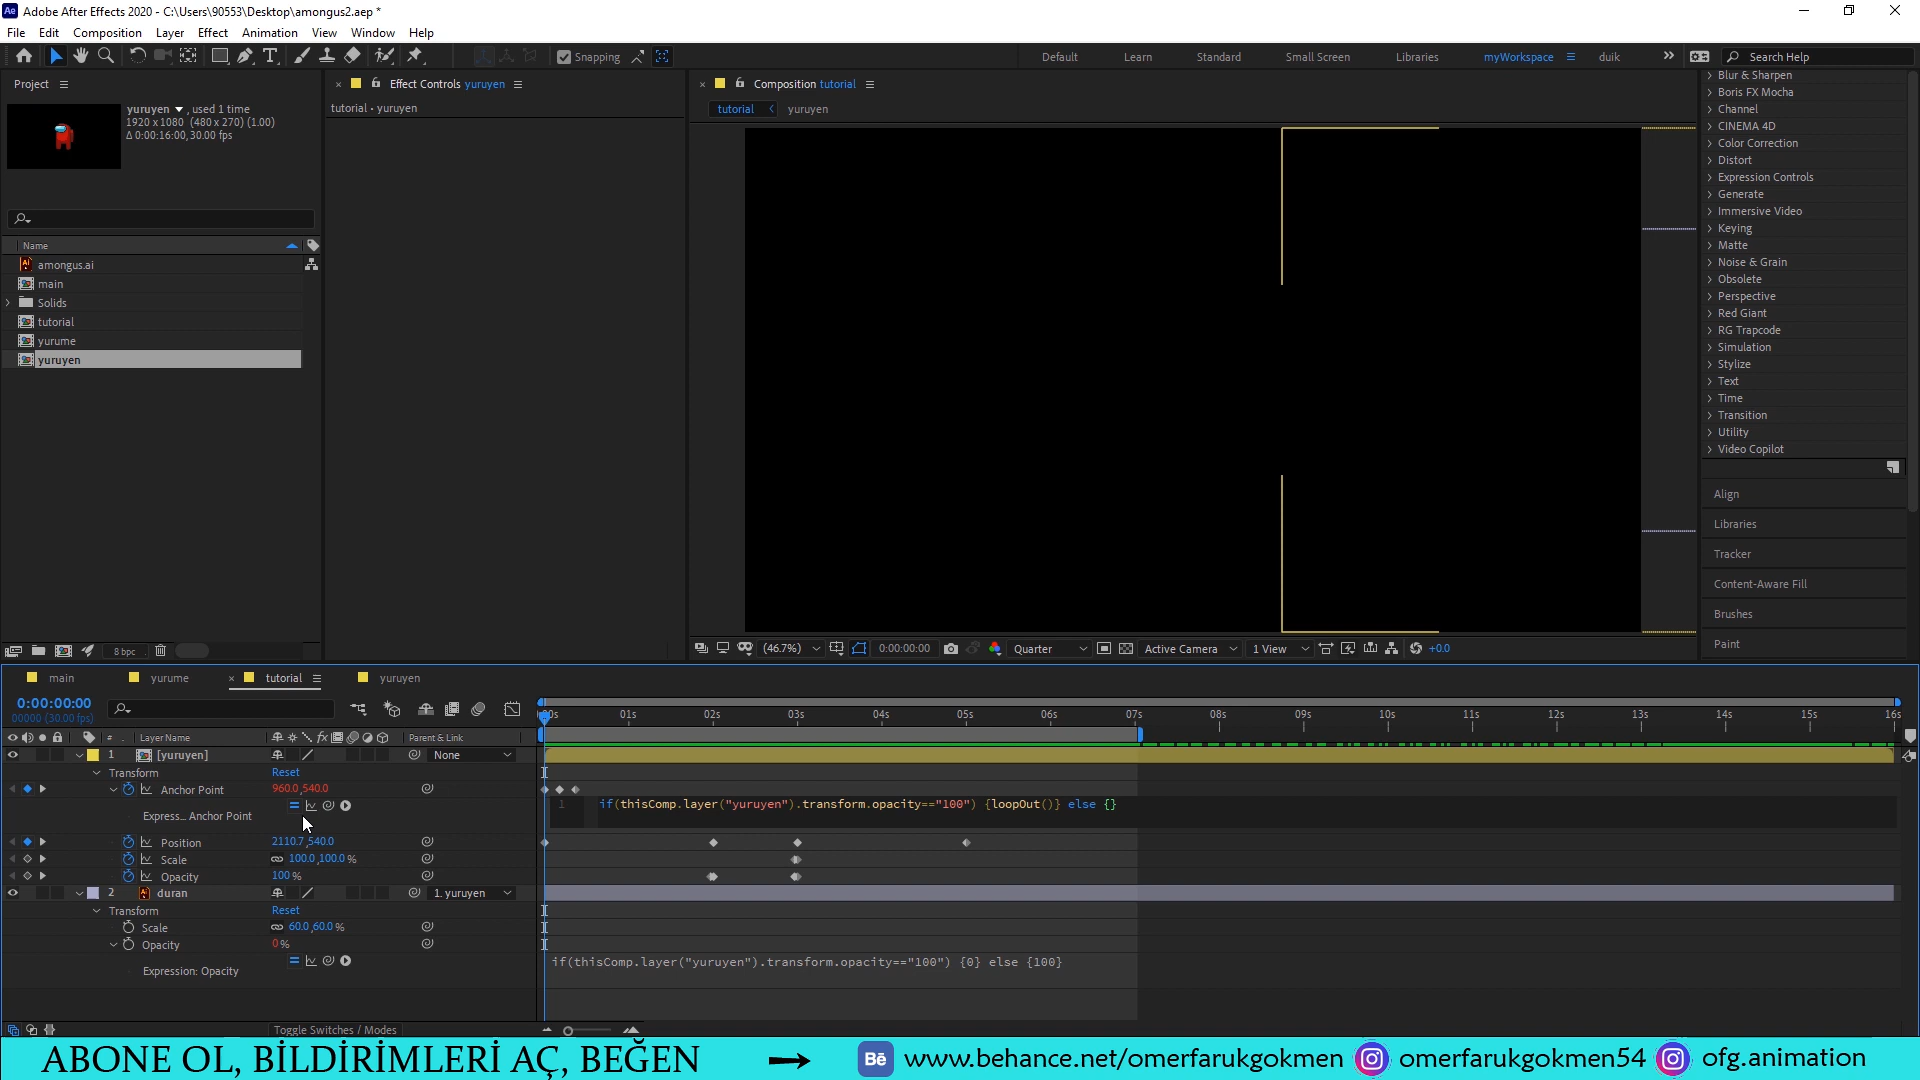 Adobe After Effects 2020 - C:\Users\90553\Desktop\amongus2.aep *
File Edit Composition Layer Effect Animation View Window Help
Snapping Default Learn Standard Small Screen Libraries myWorkspace duik Search Help
Project
Effect Controls yuruyen
Composition tutorial
tutorial • yuruyen
tutorial yuruyen
yuruyen , used 1 time
1920 x 1080 (480 x 270) (1.00)
Δ 0:00:16:00, 30.00 fps
Name
amongus.ai
main
Solids
tutorial
yurume
yuruyen
8 bpc
(46.7%) 0:00:00:00 Quarter Active Camera 1 View +0.0
Blur & Sharpen
Boris FX Mocha
Channel
CINEMA 4D
Color Correction
Distort
Expression Controls
Generate
Immersive Video
Keying
Matte
Noise & Grain
Obsolete
Perspective
Red Giant
RG Trapcode
Simulation
Stylize
Text
Time
Transition
Utility
Video Copilot
Align
Libraries
Tracker
Content-Aware Fill
Brushes
Paint
main yurume tutorial yuruyen
0:00:00:00
00000 (30.00 fps)
01s 02s 03s 04s 05s 06s 07s 08s 09s 10s 11s 12s 13s 14s 15s 16s
# Layer Name Parent & Link
1 [yuruyen] None
Transform Reset
Anchor Point 960.0,540.0
1 if(thisComp.layer("yuruyen").transform.opacity=="100") {loopOut()} else {}
Express... Anchor Point
Position 2110.7,540.0
Scale 100.0,100.0 %
Opacity 100 %
2 duran 1. yuruyen
Transform Reset
Scale 60.0,60.0 %
Opacity 0 %
if(thisComp.layer("yuruyen").transform.opacity=="100") {0} else {100}
Expression: Opacity
Toggle Switches / Modes
ABONE OL, BİLDİRİMLERİ AÇ, BEĞEN Bē www.behance.net/omerfarukgokmen omerfarukgokmen54 ofg.animation